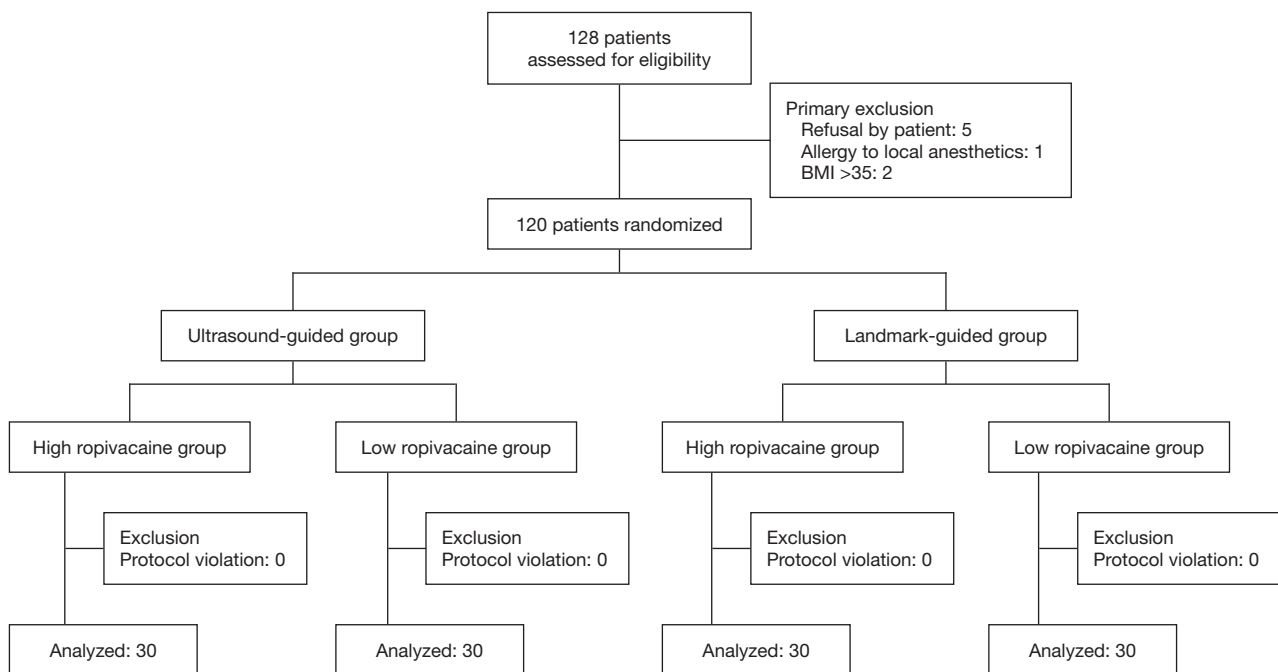 128 patients
assessed for eligibility
Primary exclusion
Refusal by patient: 5
Allergy to local anesthetics: 1
BMI >35: 2
120 patients randomized
Ultrasound-guided group
Landmark-guided group
High ropivacaine group
Low ropivacaine group
High ropivacaine group
Low ropivacaine group
Exclusion
Protocol violation: 0
Exclusion
Protocol violation: 0
Exclusion
Protocol violation: 0
Exclusion
Protocol violation: 0
Analyzed: 30
Analyzed: 30
Analyzed: 30
Analyzed: 30